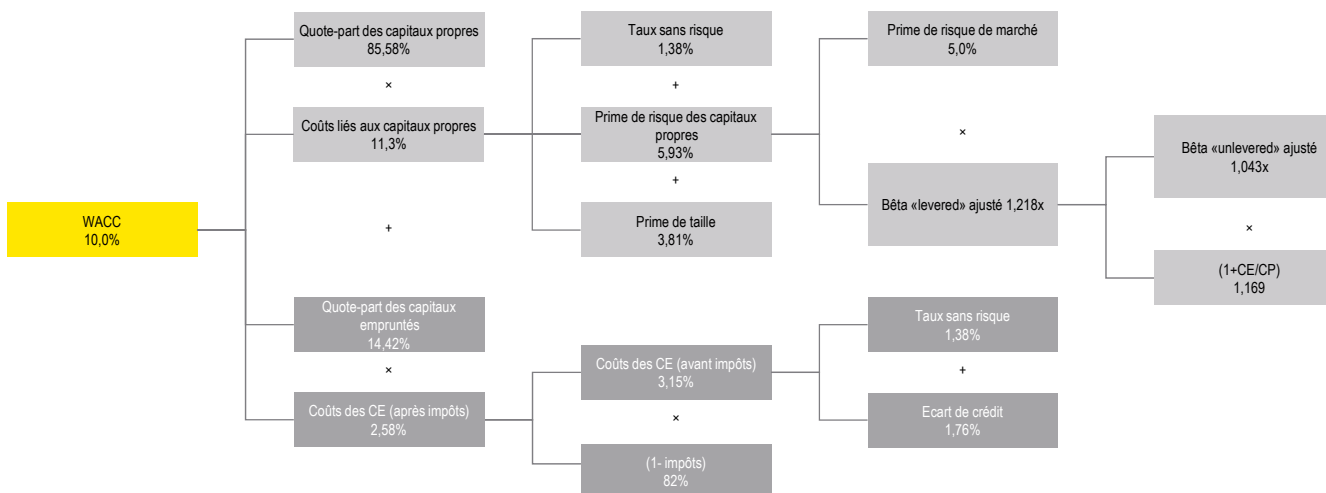 WACC
10,0%
Quote-part des capitaux propres
85,58%
×
Coûts liés aux capitaux propres
11,3%
+
Quote-part des capitaux
empruntés
14,42%
×
Coûts des CE (après impôts)
2,58%
Taux sans risque
1,38%
+
Prime de risque des capitaux
propres
5,93%
+
Prime de taille
3,81%
Coûts des CE (avant impôts)
3,15%
×
(1- impôts)
82%
Prime de risque de marché
5,0%
×
Bêta «levered» ajusté 1,218x
Taux sans risque
1,38%
+
Ecart de crédit
1,76%
Bêta «unlevered» ajusté
1,043x
×
(1+CE/CP)
1,169